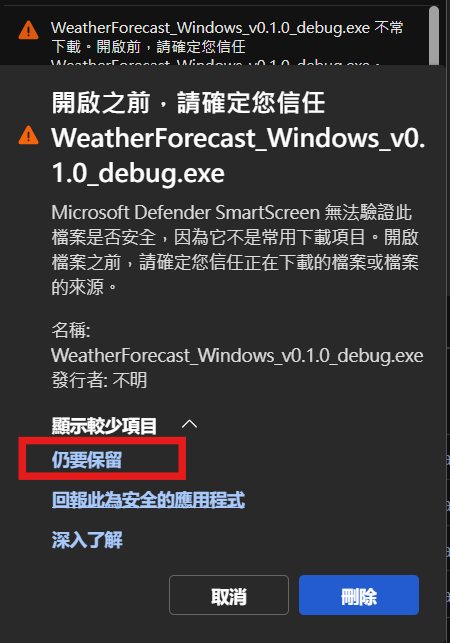 WeatherForecast_Windows_v0.1.0_debug.exe 不常
下載。開啟前，請確定您信任
WeatherForecast_Windows_v0.1.0_debug.exe。
開啟之前，請確定您信任
WeatherForecast_Windows_v0.
1.0_debug.exe
Microsoft Defender SmartScreen 無法驗證此
檔案是否安全，因為它不是常用下載項目。開啟
檔案之前，請確定您信任正在下載的檔案或檔案
的來源。
名稱:
WeatherForecast_Windows_v0.1.0_debug.exe
發行者: 不明
顯示較少項目
仍要保留
回報此為安全的應用程式
深入了解
取消
刪除